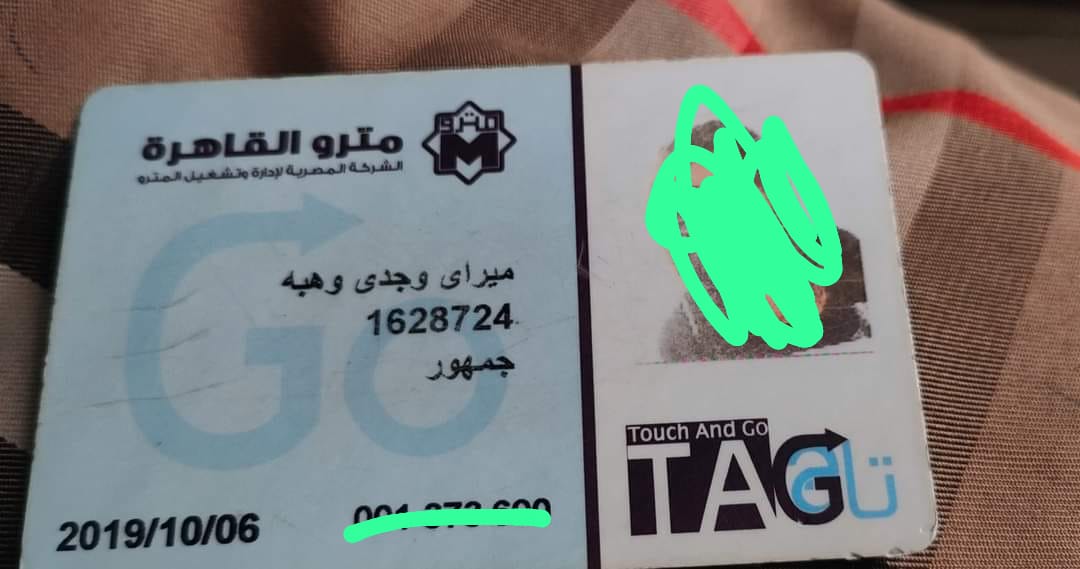 مترو
مترو القاهرة
الشركة المصرية لإدارة وتشغيل المترو
Go
ميراى وجدى وهبه
1628724
جمهور
2019/10/06
Touch And Go
TAG
تاج